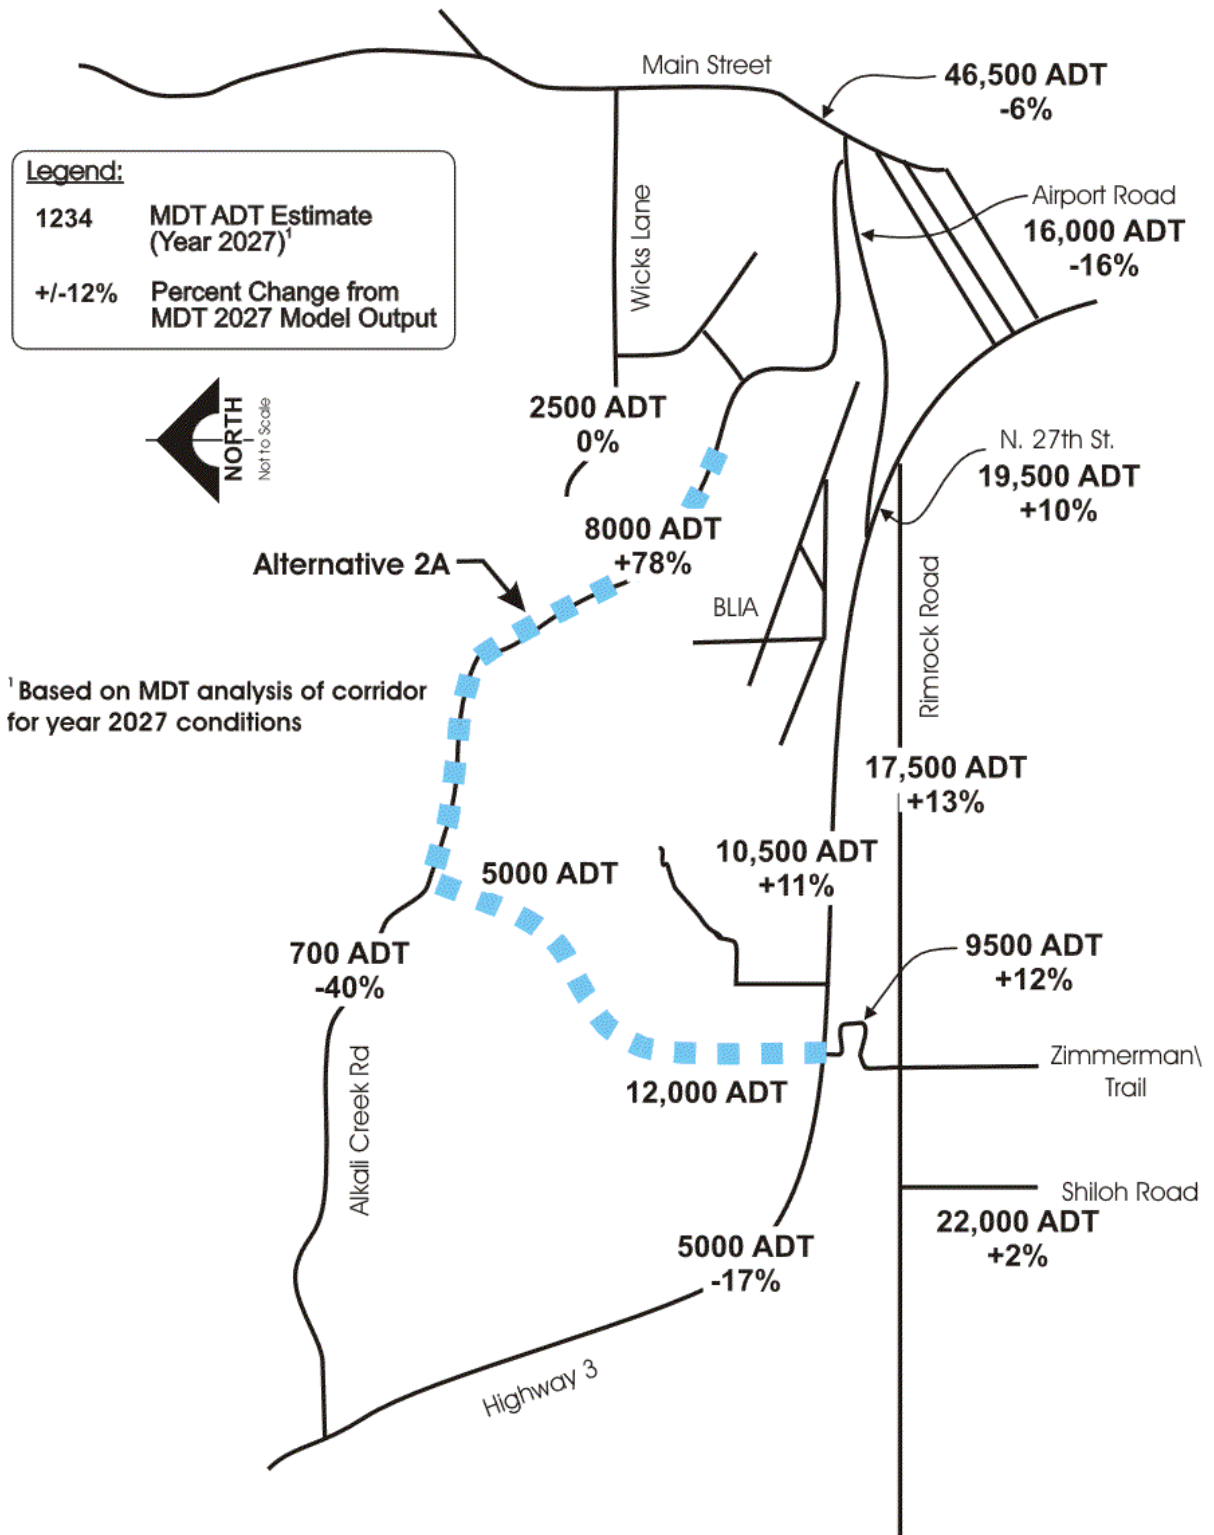 Main Street
46,500 ADT
-6%
Legend:
1234 MDT ADT Estimate
(Year 2027)¹
+/-12% Percent Change from
MDT 2027 Model Output
Wicks Lane
Airport Road
16,000 ADT
-16%
NORTH
Not to Scale
2500 ADT
0%
N. 27th St.
19,500 ADT
+10%
8000 ADT
+78%
Alternative 2A
BLIA
Rimrock Road
¹ Based on MDT analysis of corridor
for year 2027 conditions
17,500 ADT
+13%
10,500 ADT
+11%
5000 ADT
700 ADT
-40%
9500 ADT
+12%
Zimmerman\
Trail
12,000 ADT
Alkali Creek Rd
Shiloh Road
22,000 ADT
+2%
5000 ADT
-17%
Highway 3